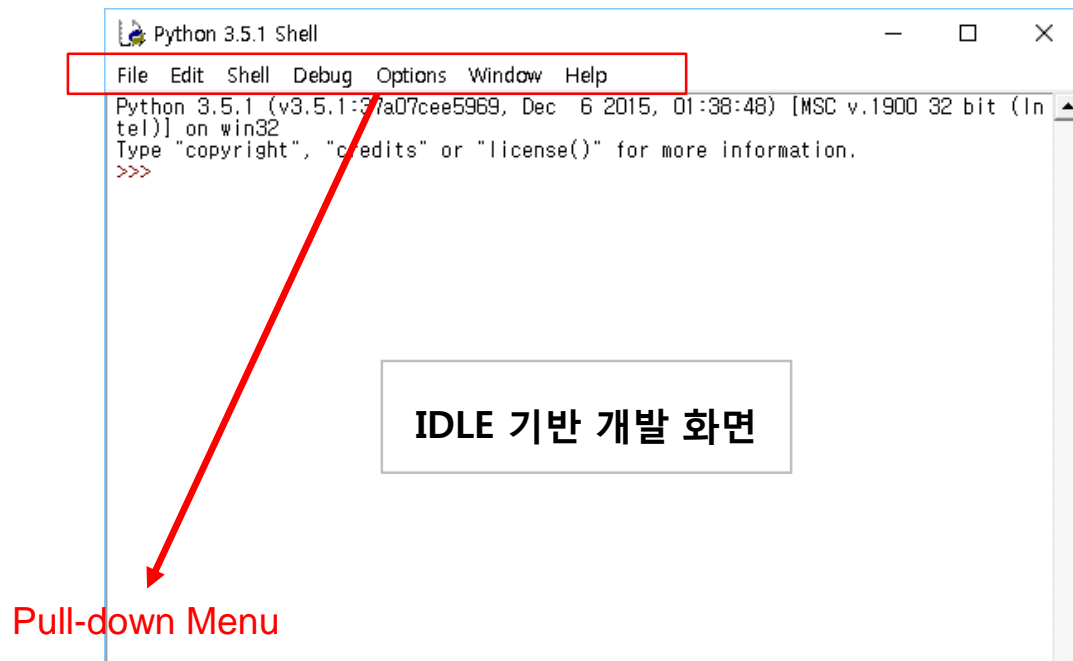 Python 3.5.1 Shell
File Edit Shell Debug Options Window Help
Python 3.5.1 (v3.5.1:37a07cee5969, Dec  6 2015, 01:38:48) [MSC v.1900 32 bit (In
tel)] on win32
Type "copyright", "credits" or "license()" for more information.
>>>
IDLE 기반 개발 화면
Pull-down Menu